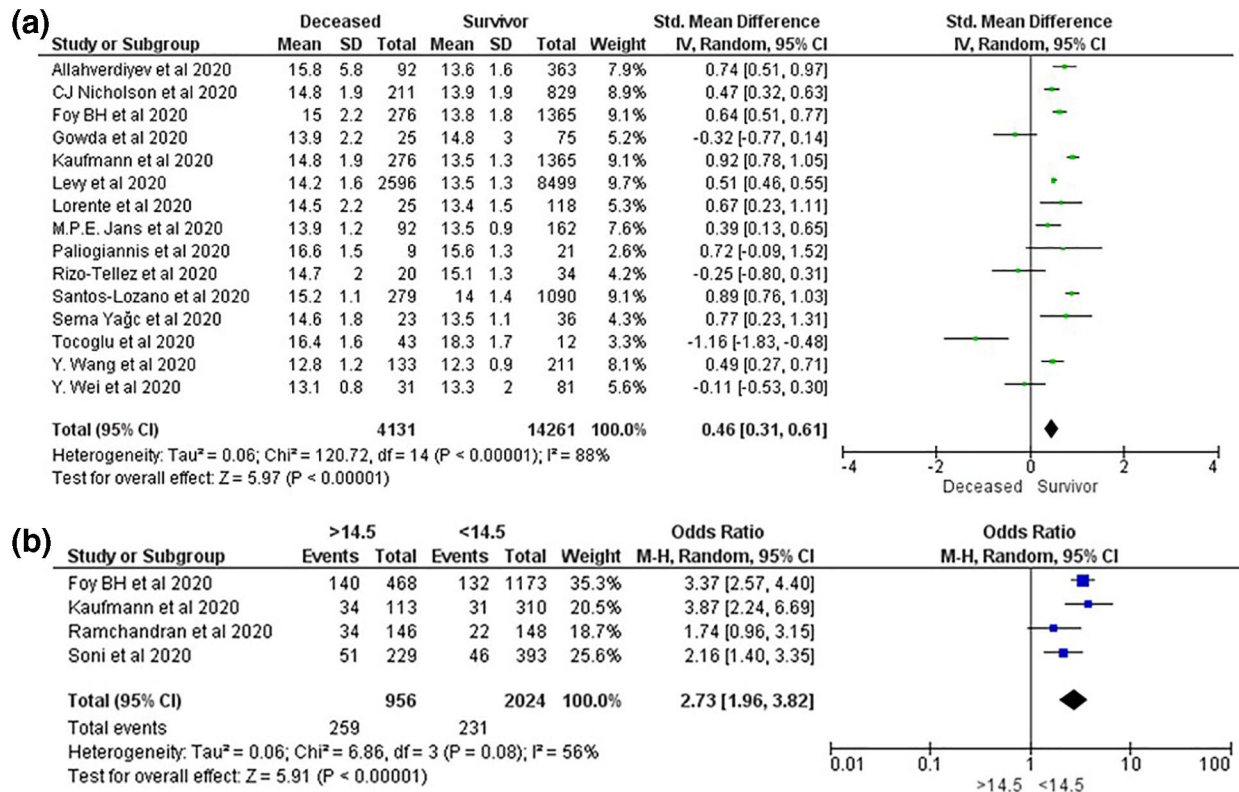 (a)
Deceased Survivor Std. Mean Difference Std. Mean Difference
Study or Subgroup Mean SD Total Mean SD Total Weight IV, Random, 95% CI IV, Random, 95% CI
Allahverdiyev et al 2020 15.8 5.8 92 13.6 1.6 363 7.9% 0.74 [0.51, 0.97]
CJ Nicholson et al 2020 14.8 1.9 211 13.9 1.9 829 8.9% 0.47 [0.32, 0.63]
Foy BH et al 2020 15 2.2 276 13.8 1.8 1365 9.1% 0.64 [0.51, 0.77]
Gowda et al 2020 13.9 2.2 25 14.8 3 75 5.2% -0.32 [-0.77, 0.14]
Kaufmann et al 2020 14.8 1.9 276 13.5 1.3 1365 9.1% 0.92 [0.78, 1.05]
Levy et al 2020 14.2 1.6 2596 13.5 1.3 8499 9.7% 0.51 [0.46, 0.55]
Lorente et al 2020 14.5 2.2 25 13.4 1.5 118 5.3% 0.67 [0.23, 1.11]
M.P.E. Jans et al 2020 13.9 1.2 92 13.5 0.9 162 7.6% 0.39 [0.13, 0.65]
Paliogiannis et al 2020 16.6 1.5 9 15.6 1.3 21 2.6% 0.72 [-0.09, 1.52]
Rizo-Tellez et al 2020 14.7 2 20 15.1 1.3 34 4.2% -0.25 [-0.80, 0.31]
Santos-Lozano et al 2020 15.2 1.1 279 14 1.4 1090 9.1% 0.89 [0.76, 1.03]
Sema Yağc et al 2020 14.6 1.8 23 13.5 1.1 36 4.3% 0.77 [0.23, 1.31]
Tocoglu et al 2020 16.4 1.6 43 18.3 1.7 12 3.3% -1.16 [-1.83, -0.48]
Y. Wang et al 2020 12.8 1.2 133 12.3 0.9 211 8.1% 0.49 [0.27, 0.71]
Y. Wei et al 2020 13.1 0.8 31 13.3 2 81 5.6% -0.11 [-0.53, 0.30]
Total (95% CI) 4131 14261 100.0% 0.46 [0.31, 0.61]
Heterogeneity: Tau² = 0.06; Chi² = 120.72, df = 14 (P < 0.00001); I² = 88%
Test for overall effect: Z = 5.97 (P < 0.00001)
-4 -2 0 2 4
Deceased Survivor
(b)
>14.5 <14.5 Odds Ratio Odds Ratio
Study or Subgroup Events Total Events Total Weight M-H, Random, 95% CI M-H, Random, 95% CI
Foy BH et al 2020 140 468 132 1173 35.3% 3.37 [2.57, 4.40]
Kaufmann et al 2020 34 113 31 310 20.5% 3.87 [2.24, 6.69]
Ramchandran et al 2020 34 146 22 148 18.7% 1.74 [0.96, 3.15]
Soni et al 2020 51 229 46 393 25.6% 2.16 [1.40, 3.35]
Total (95% CI) 956 2024 100.0% 2.73 [1.96, 3.82]
Total events 259 231
Heterogeneity: Tau² = 0.06; Chi² = 6.86, df = 3 (P = 0.08); I² = 56%
Test for overall effect: Z = 5.91 (P < 0.00001)
0.01 0.1 1 10 100
>14.5 <14.5